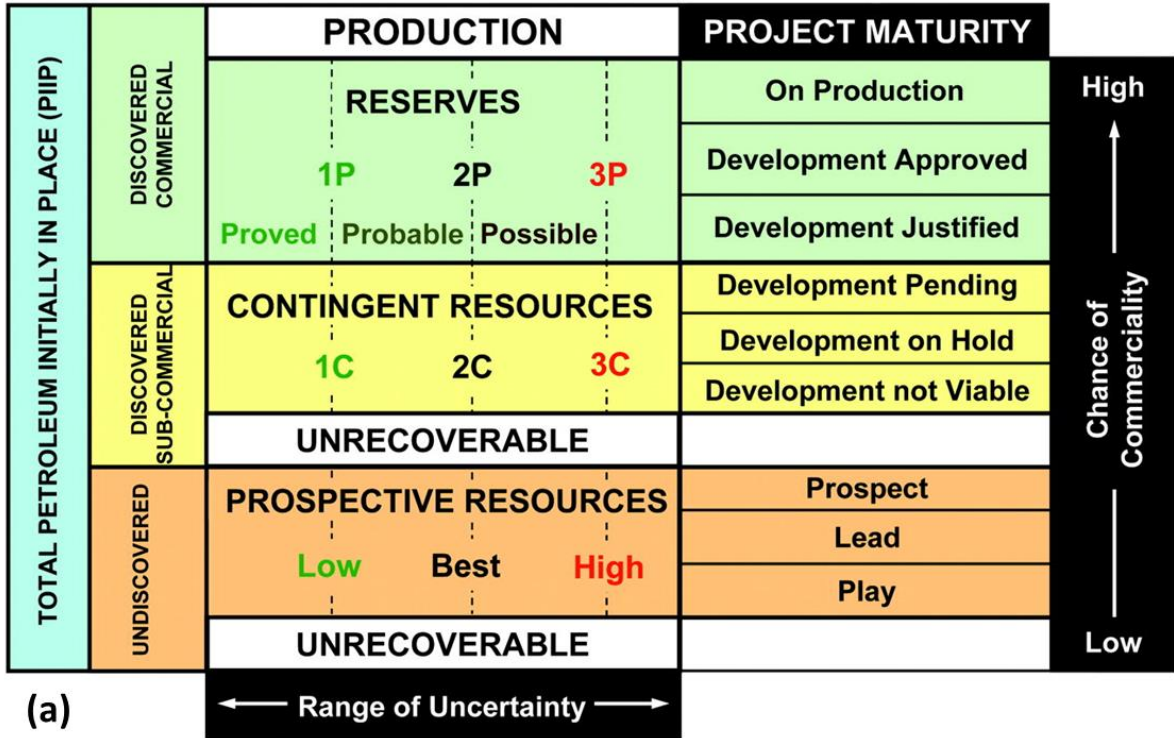 TOTAL PETROLEUM INITIALLY IN PLACE (PIIP)
DISCOVERED
COMMERCIAL
DISCOVERED
SUB-COMMERCIAL
UNDISCOVERED
PRODUCTION
RESERVES
1P 2P 3P
Proved Probable Possible
CONTINGENT RESOURCES
1C 2C 3C
UNRECOVERABLE
PROSPECTIVE RESOURCES
Low Best High
UNRECOVERABLE
Range of Uncertainty
PROJECT MATURITY
On Production
Development Approved
Development Justified
Development Pending
Development on Hold
Development not Viable
Prospect
Lead
Play
High
Chance of
Commerciality
Low
(a)